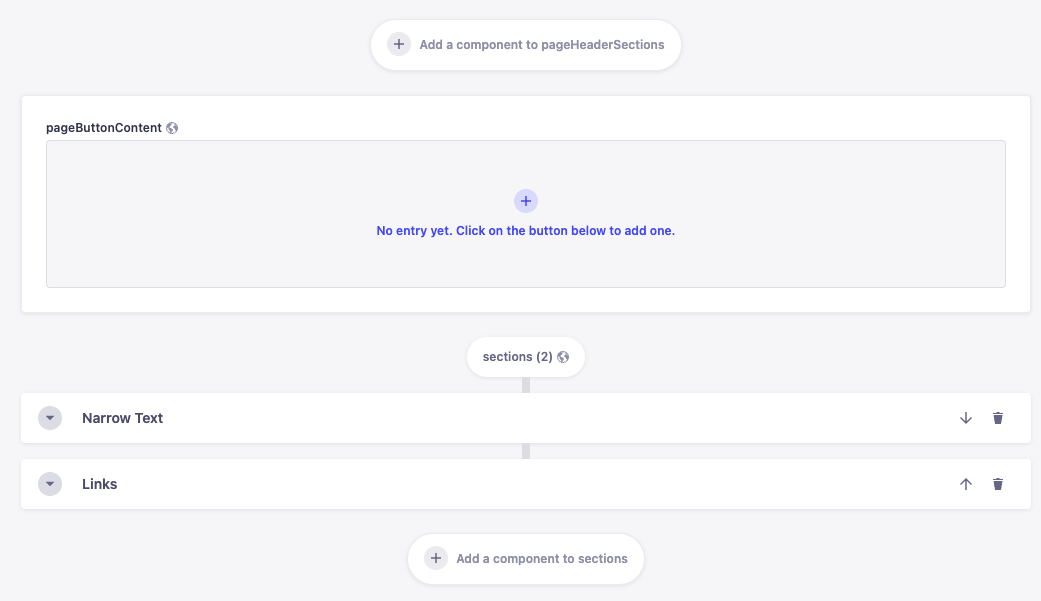 Add a component to pageHeaderSections
pageButtonContent
No entry yet. Click on the button below to add one.
sections (2)
Narrow Text
Links
Add a component to sections